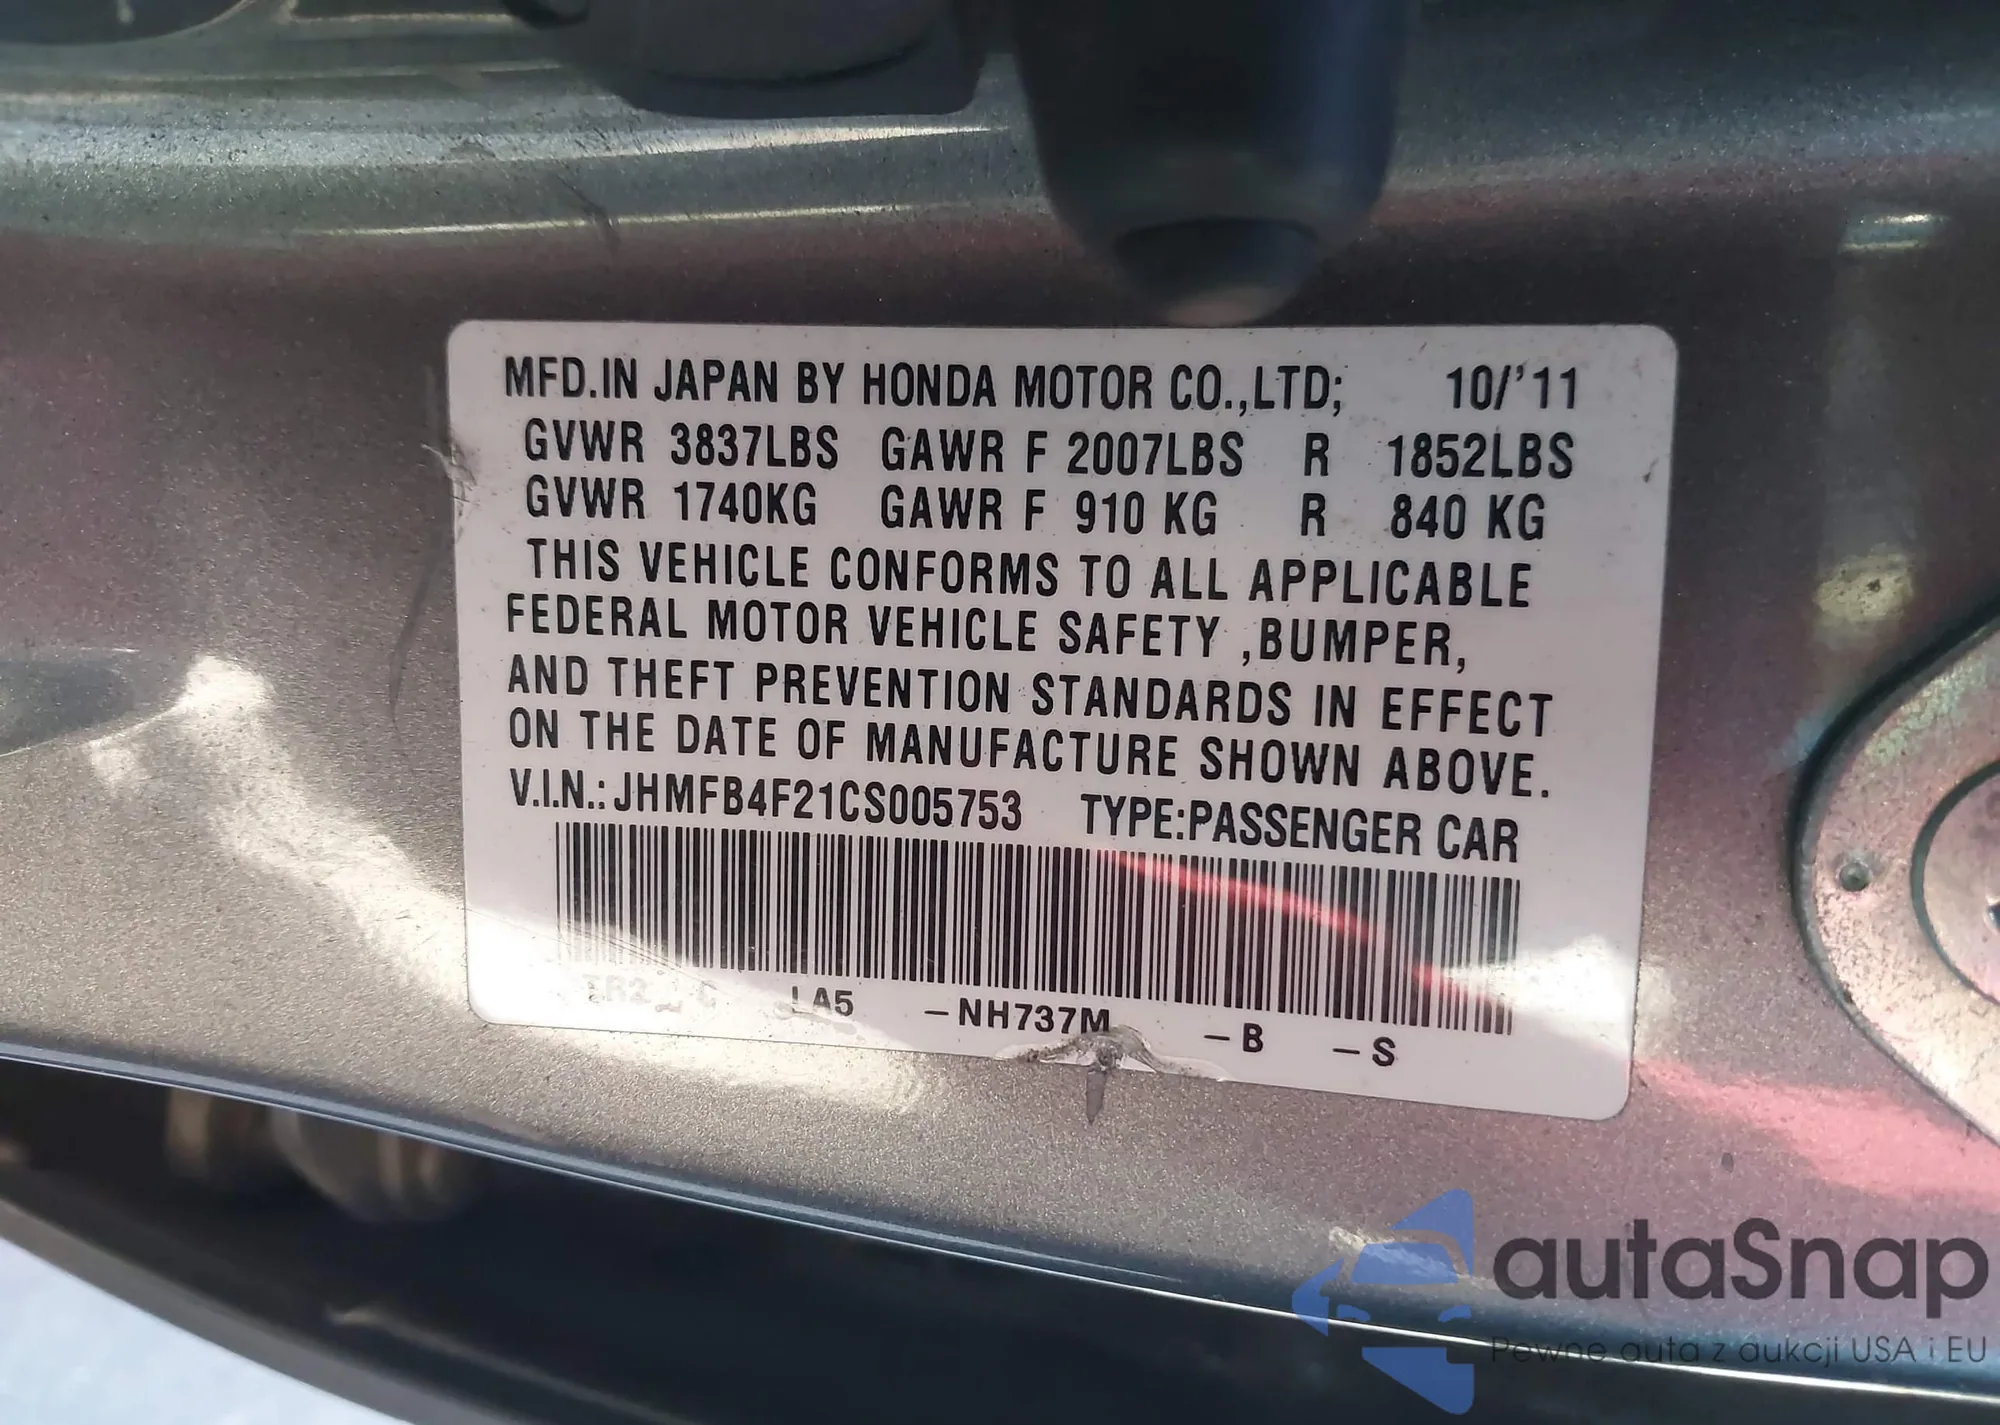 MFD.IN JAPAN BY HONDA MOTOR CO.,LTD; 10/'11
GVWR 3837LBS GAWR F 2007LBS R 1852LBS
GVWR 1740KG GAWR F 910 KG R 840 KG
THIS VEHICLE CONFORMS TO ALL APPLICABLE
FEDERAL MOTOR VEHICLE SAFETY ,BUMPER,
AND THEFT PREVENTION STANDARDS IN EFFECT
ON THE DATE OF MANUFACTURE SHOWN ABOVE.
V.I.N.: JHMFB4F21CS005753 TYPE:PASSENGER CAR
–NH737M –B –S
autaSnap
Pewne auta z aukcji USA i EU